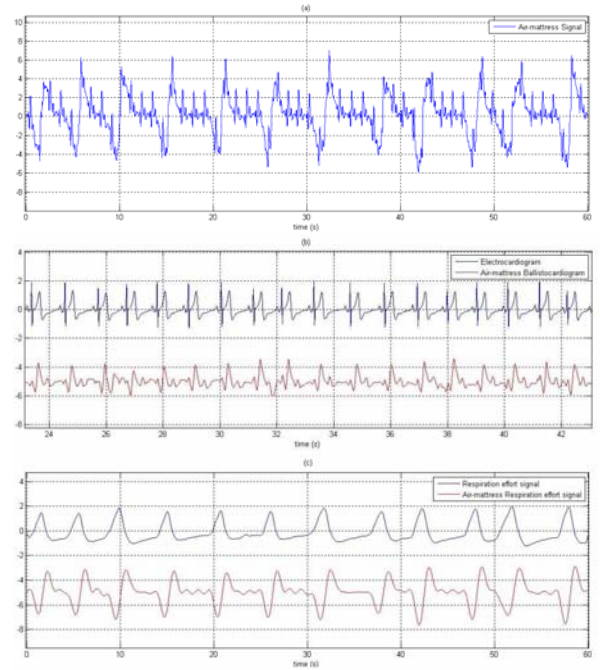 (a)
Air-mattress Signal
10
8
6
4
2
0
-2
-4
-6
-8
0 10 20 30 40 50 60
time (s)
(b)
Electrocardiogram
Air-mattress Ballistocardiogram
4
2
0
-2
-4
-6
-8
24 26 28 30 32 34 36 38 40 42
time (s)
(c)
Respiration effort signal
Air-mattress Respiration effort signal
4
2
0
-2
-4
-6
-8
0 10 20 30 40 50 60
time (s)